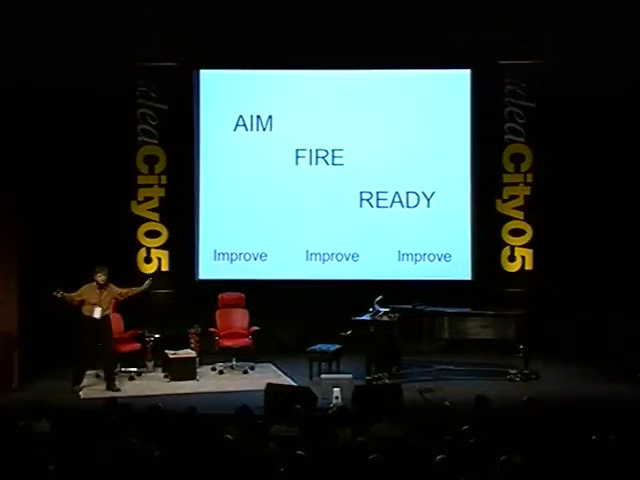 ideaCity05
AIM
FIRE
READY
Improve Improve Improve
ideaCity05